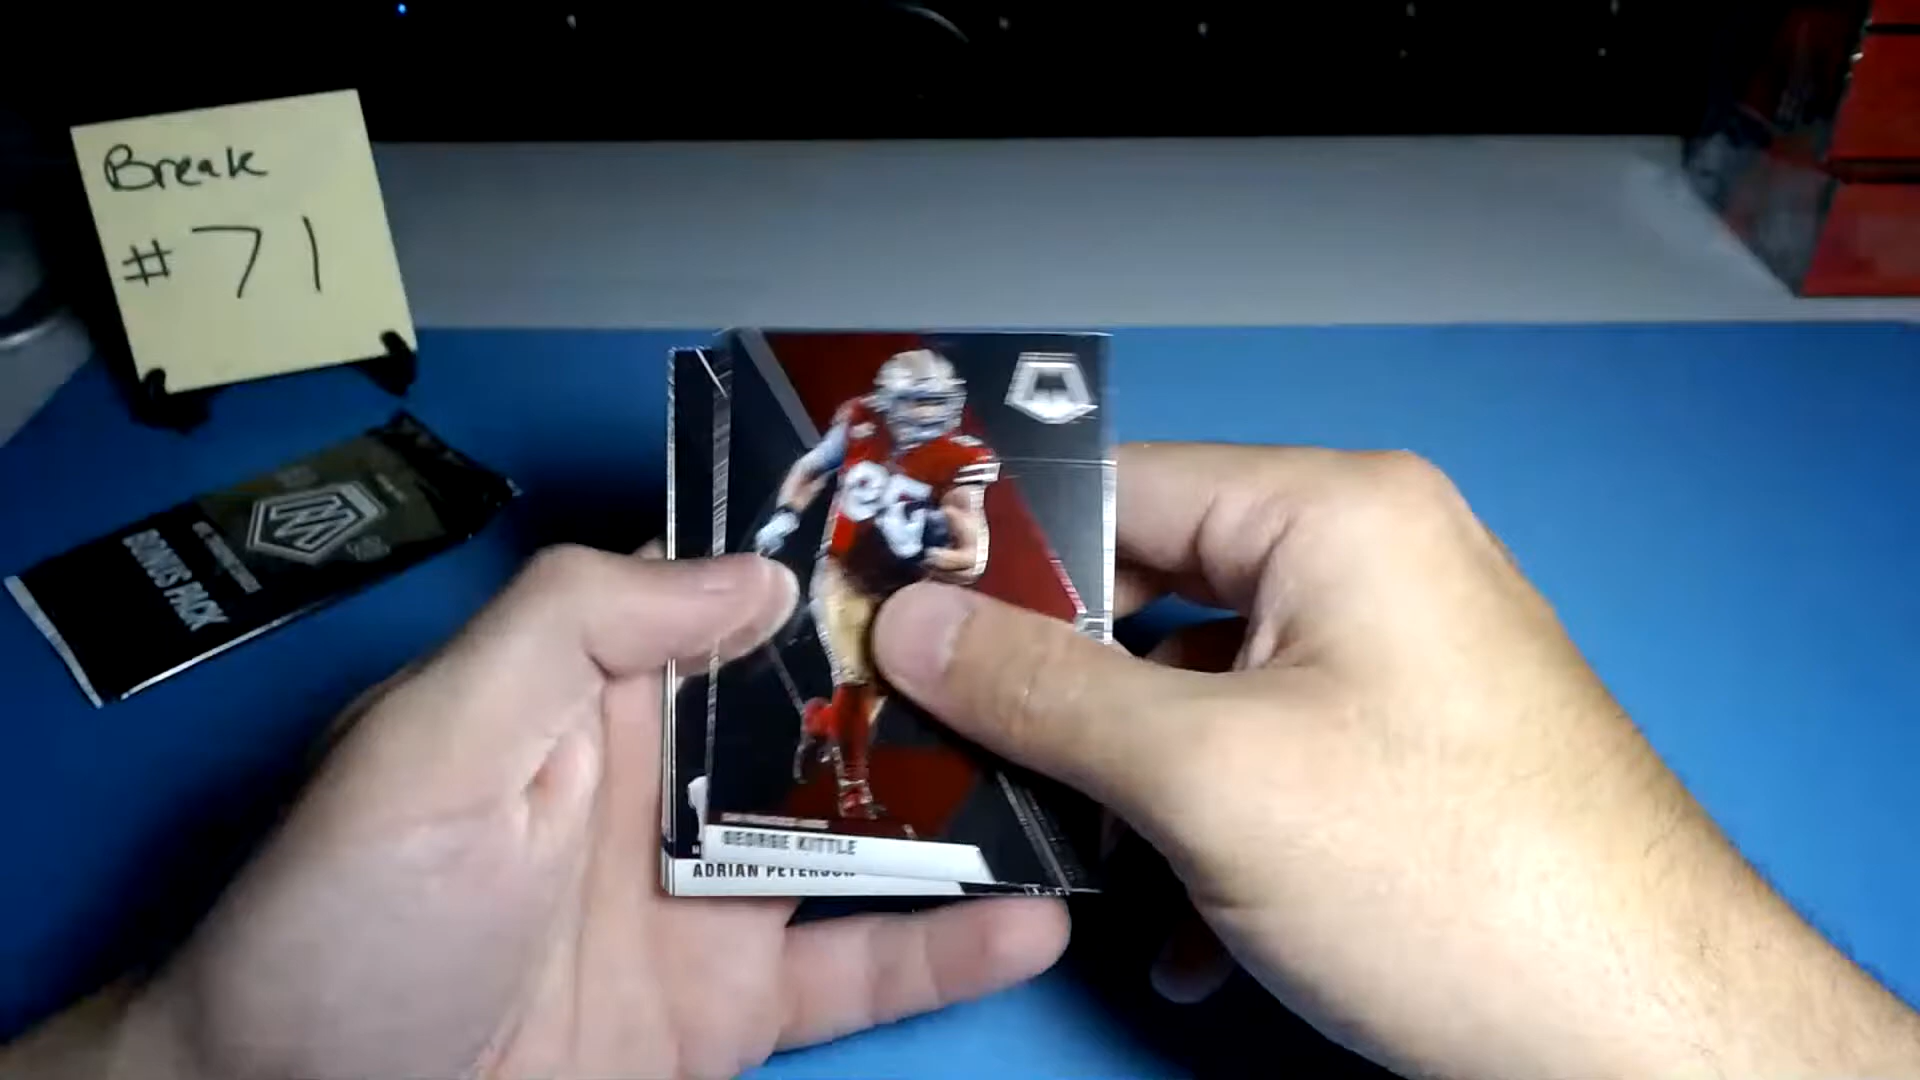 Break
#71
BONUS PACK
GEORGE KITTLE
ADRIAN PETERSON